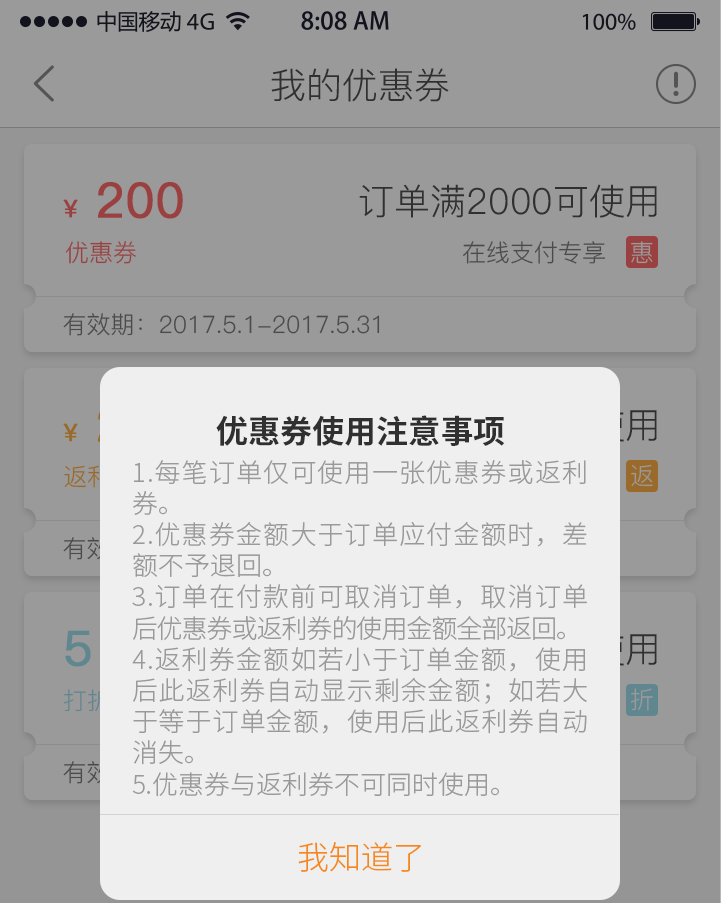 中国移动 4G 8:08 AM 100%
我的优惠券
¥ 200 订单满2000可使用
优惠券 在线支付专享 惠
有效期：2017.5.1-2017.5.31
¥ 用
返利 返
有效
5 用
打折 折
有效
优惠券使用注意事项
1.每笔订单仅可使用一张优惠券或返利
券。
2.优惠券金额大于订单应付金额时，差
额不予退回。
3.订单在付款前可取消订单，取消订单
后优惠券或返利券的使用金额全部返回。
4.返利券金额如若小于订单金额，使用
后此返利券自动显示剩余金额；如若大
于等于订单金额，使用后此返利券自动
消失。
5.优惠券与返利券不可同时使用。
我知道了